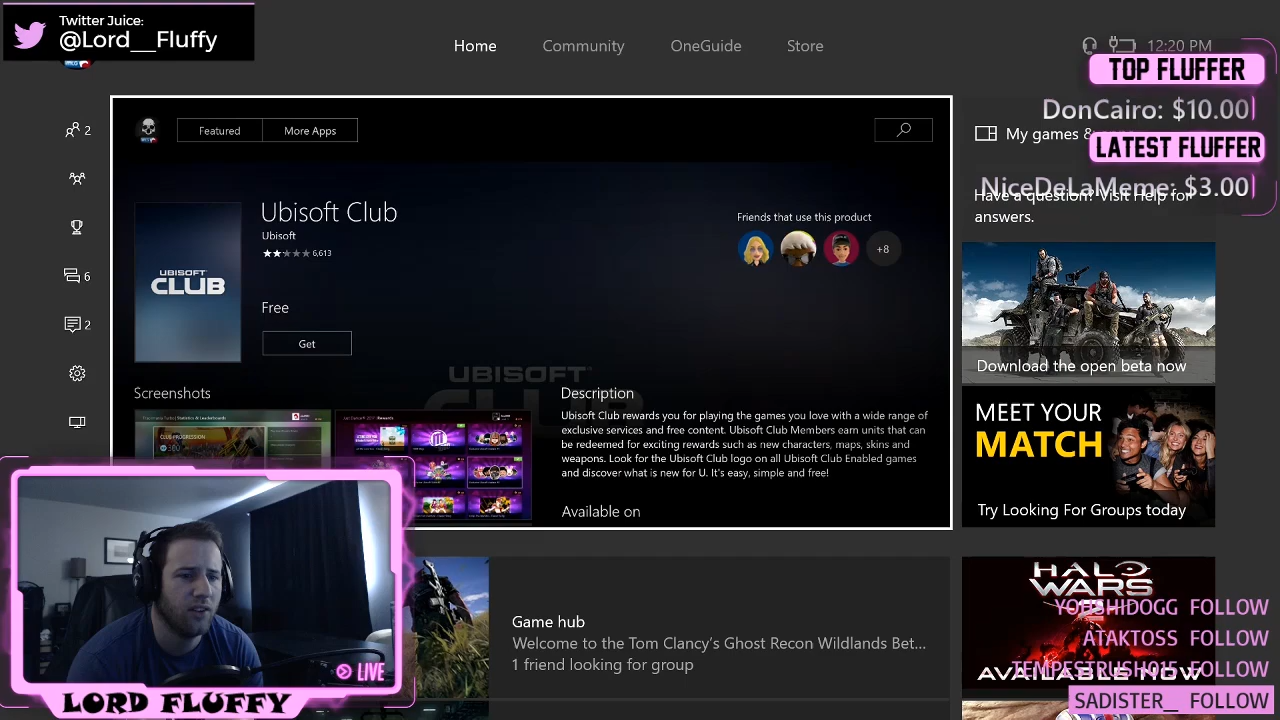 Twitter Juice:
@Lord__Fluffy
Home
Community
OneGuide
Store
12:20 PM
TOP FLUFFER
DonCairo: $10.00
LATEST FLUFFER
NiceDeLaMeme: $3.00
2
6
2
Featured
More Apps
Ubisoft Club
Ubisoft
6,613
Friends that use this product
+8
UBISOFT
CLUB
Free
Get
UBISOFT
Screenshots
Description
Ubisoft Club rewards you for playing the games you love with a wide range of
exclusive services and free content. Ubisoft Club Members earn units that can
be redeemed for exciting rewards such as new characters, maps, skins and
weapons. Look for the Ubisoft Club logo on all Ubisoft Club Enabled games
and discover what is new for U. It's easy, simple and free!
Available on
My games &
Have a question? Visit Help for
answers.
Download the open beta now
MEET YOUR
MATCH
Try Looking For Groups today
Game hub
Welcome to the Tom Clancy's Ghost Recon Wildlands Bet...
1 friend looking for group
HALO
WARS
AVAILABLE NOW
YOUSHIDOGG FOLLOW
ATAKTOSS FOLLOW
TEMPESTRUSH015 FOLLOW
SADISTER_ FOLLOW
LIVE
LORD FLUFFY